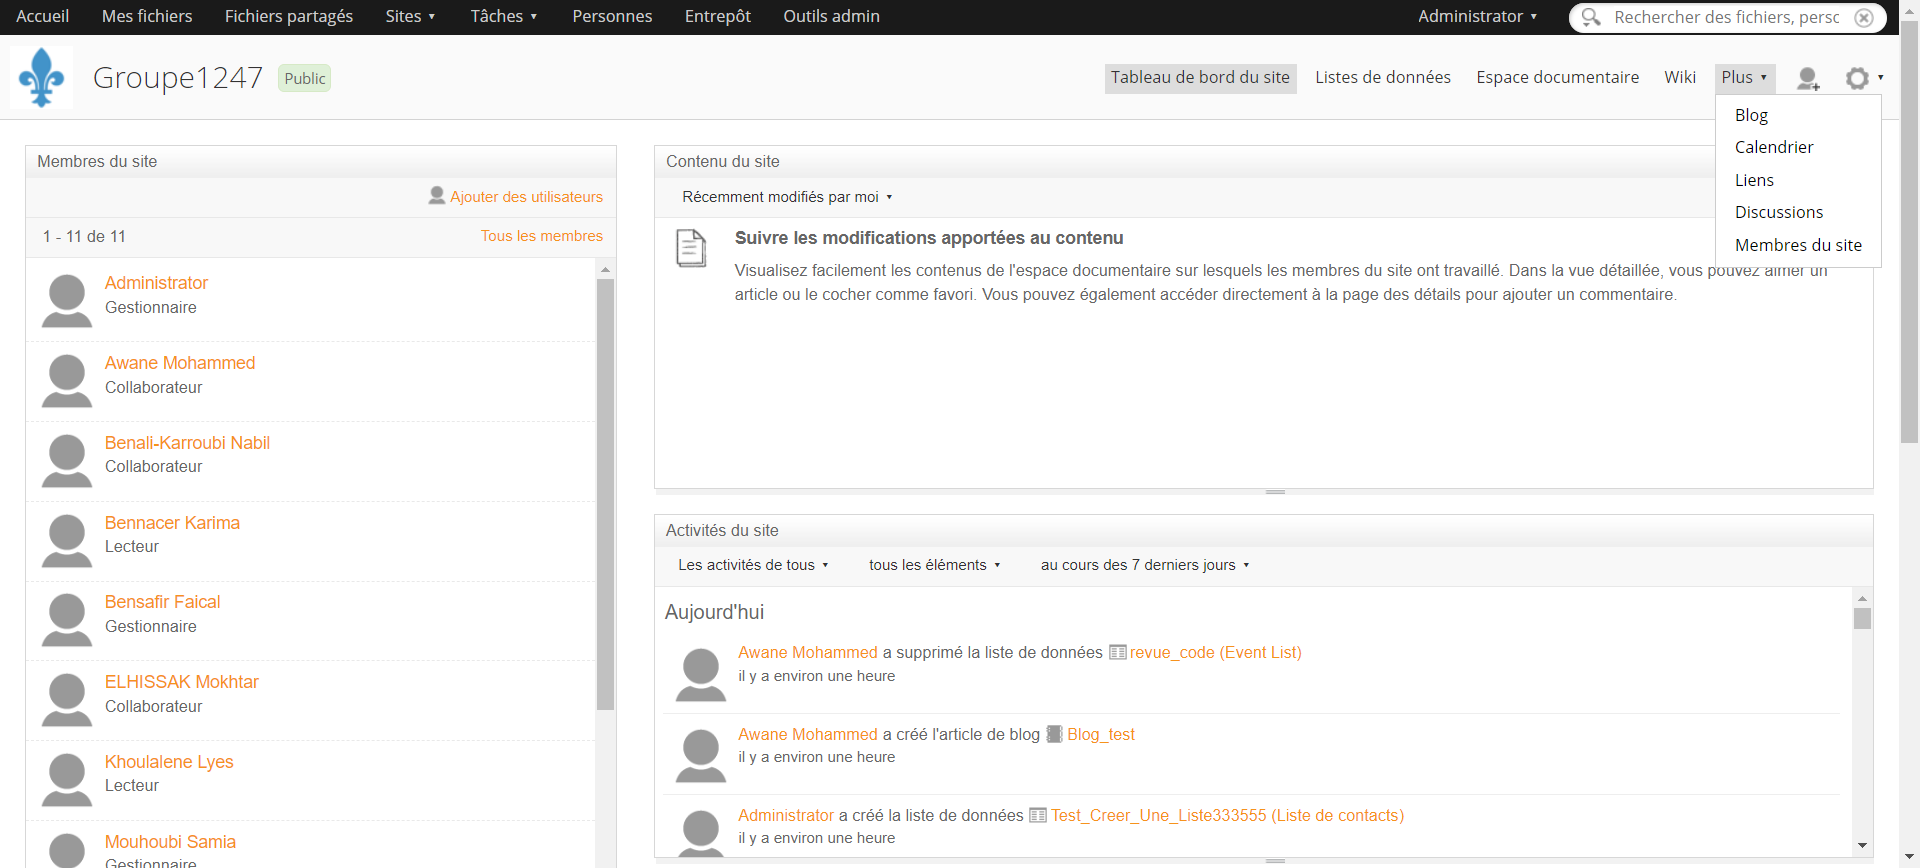 Accueil Mes fichiers Fichiers partagés Sites Tâches Personnes Entrepôt Outils admin Administrator Rechercher des fichiers, persc
Groupe1247 Public Tableau de bord du site Listes de données Espace documentaire Wiki Plus
Blog
Calendrier
Liens
Discussions
Membres du site
Membres du site
Ajouter des utilisateurs
1 - 11 de 11 Tous les membres
Administrator
Gestionnaire
Awane Mohammed
Collaborateur
Benali-Karroubi Nabil
Collaborateur
Bennacer Karima
Lecteur
Bensafir Faical
Gestionnaire
ELHISSAK Mokhtar
Collaborateur
Khoulalene Lyes
Lecteur
Mouhoubi Samia
Gestionnaire
Contenu du site
Récemment modifiés par moi
Suivre les modifications apportées au contenu
Visualisez facilement les contenus de l'espace documentaire sur lesquels les membres du site ont travaillé. Dans la vue détaillée, vous pouvez aimer un
article ou le cocher comme favori. Vous pouvez également accéder directement à la page des détails pour ajouter un commentaire.
Activités du site
Les activités de tous tous les éléments au cours des 7 derniers jours
Aujourd'hui
Awane Mohammed a supprimé la liste de données revue_code (Event List)
il y a environ une heure
Awane Mohammed a créé l'article de blog Blog_test
il y a environ une heure
Administrator a créé la liste de données Test_Creer_Une_Liste333555 (Liste de contacts)
il y a environ une heure